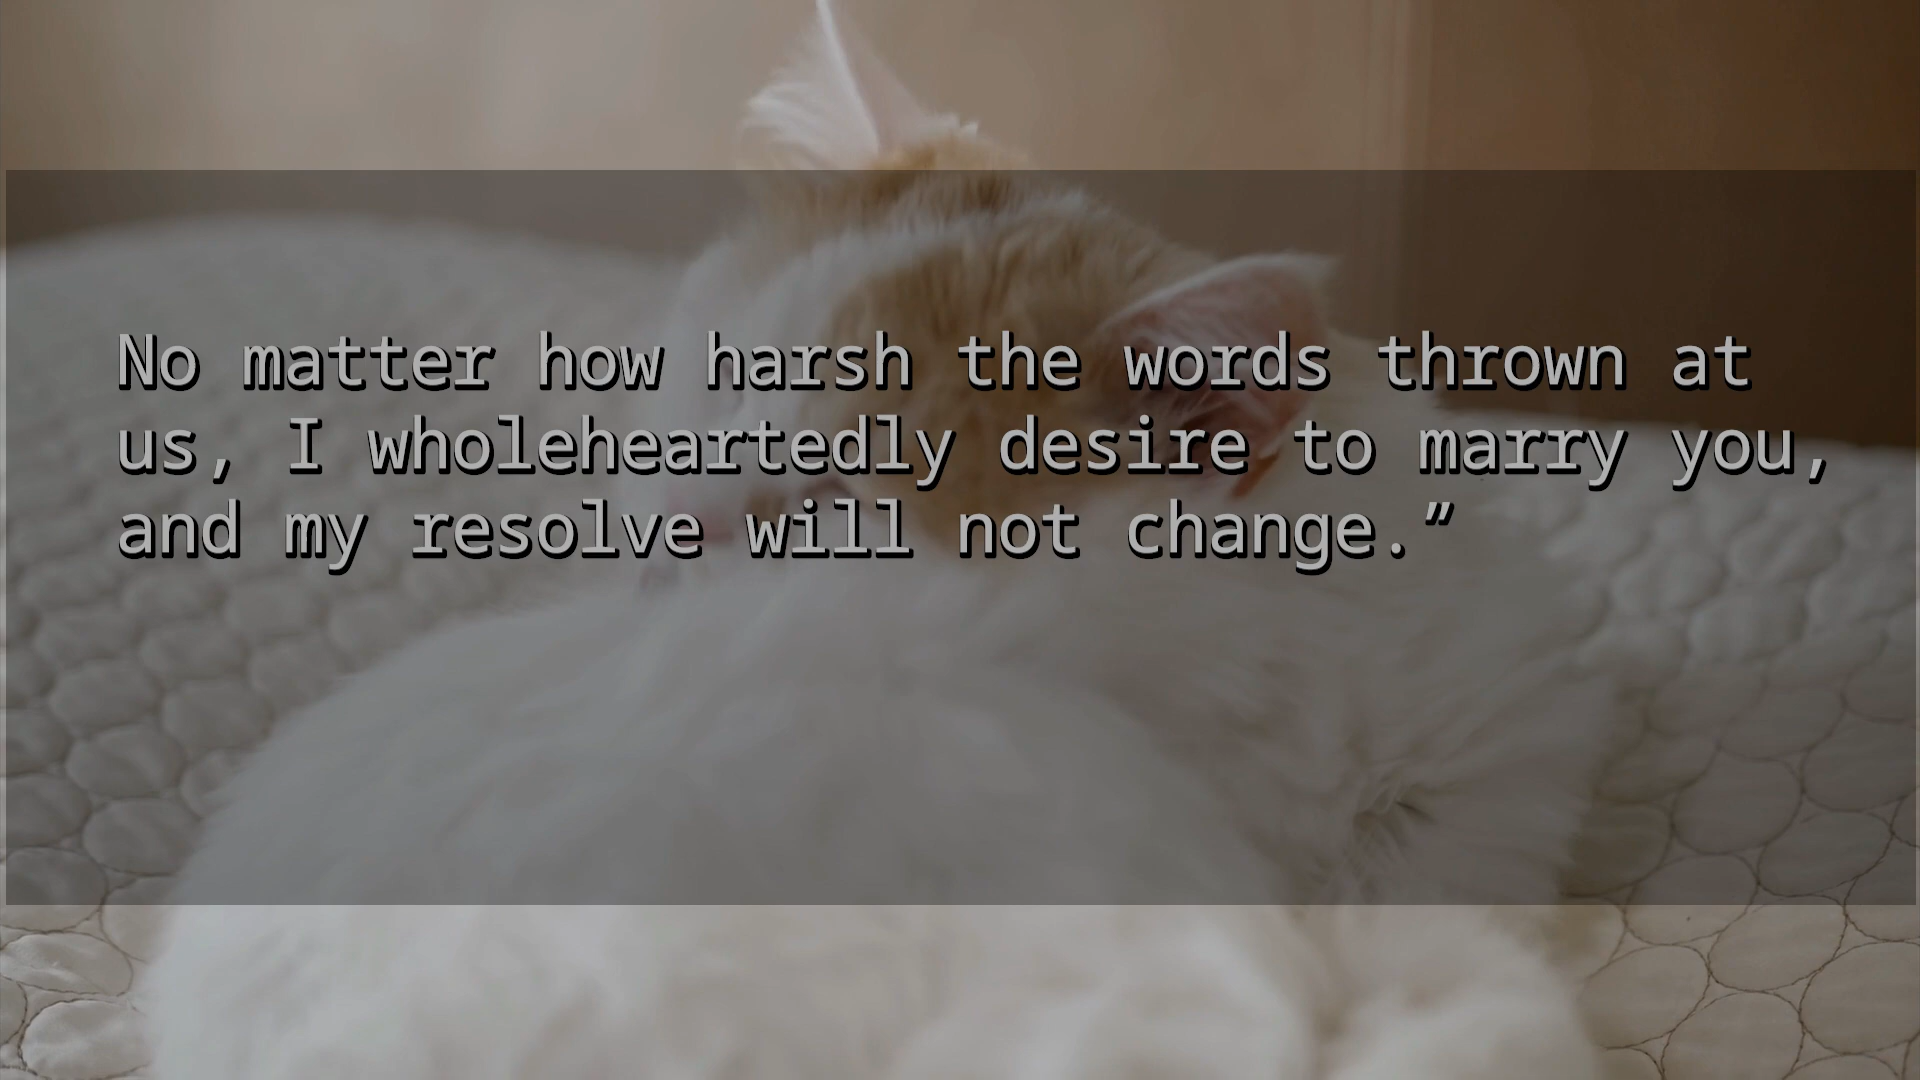 No matter how harsh the words thrown at
us, I wholeheartedly desire to marry you,
and my resolve will not change.”